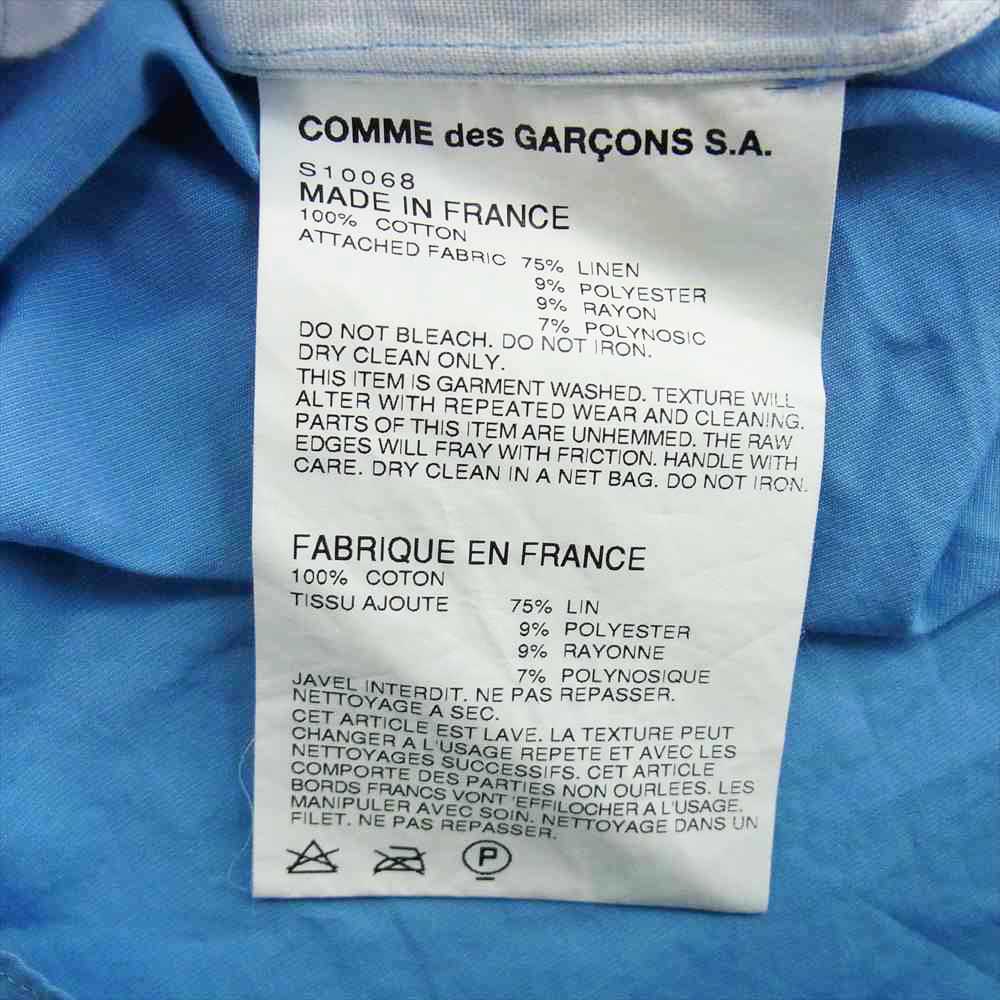 COMME des GARÇONS S.A.
S10068
MADE IN FRANCE
100% COTTON
ATTACHED FABRIC 75% LINEN
9% POLYESTER
9% RAYON
7% POLYNOSIC
DO NOT BLEACH. DO NOT IRON.
DRY CLEAN ONLY.
THIS ITEM IS GARMENT WASHED. TEXTURE WILL
ALTER WITH REPEATED WEAR AND CLEANING.
PARTS OF THIS ITEM ARE UNHEMMED. THE RAW
EDGES WILL FRAY WITH FRICTION. HANDLE WITH
CARE. DRY CLEAN IN A NET BAG. DO NOT IRON.
FABRIQUE EN FRANCE
100% COTON
TISSU AJOUTE 75% LIN
9% POLYESTER
9% RAYONNE
7% POLYNOSIQUE
JAVEL INTERDIT. NE PAS REPASSER.
NETTOYAGE A SEC.
CET ARTICLE EST LAVE. LA TEXTURE PEUT
CHANGER A L'USAGE REPETE ET AVEC LES
NETTOYAGES SUCCESSIFS. CET ARTICLE
COMPORTE DES PARTIES NON OURLEES. LES
BORDS FRANCS VONT 'EFFILOCHER A L'USAGE.
MANIPULER AVEC SOIN. NETTOYAGE DANS UN
FILET. NE PAS REPASSER.
P